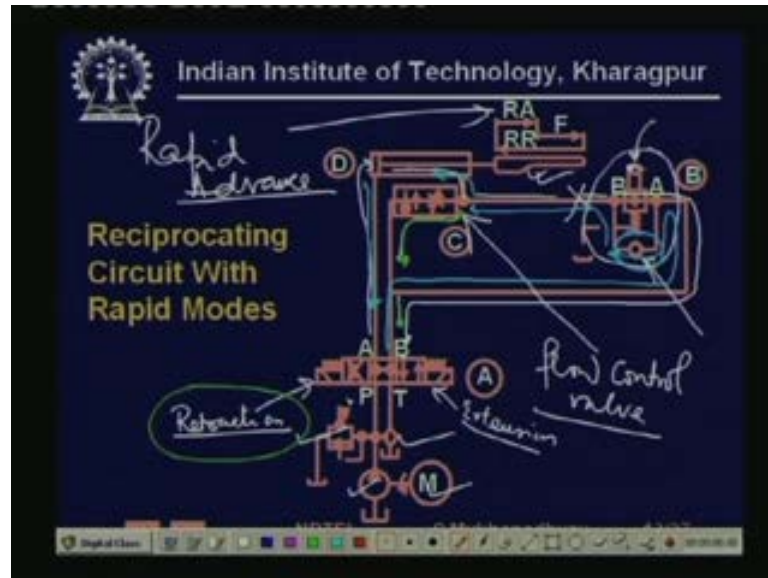 Indian Institute of Technology, Kharagpur
RA
F
RR
Rapid
Advance
D
B A
B
C
Reciprocating
Circuit With
Rapid Modes
A B
A
P T
flow control
valve
Retraction
Extension
M